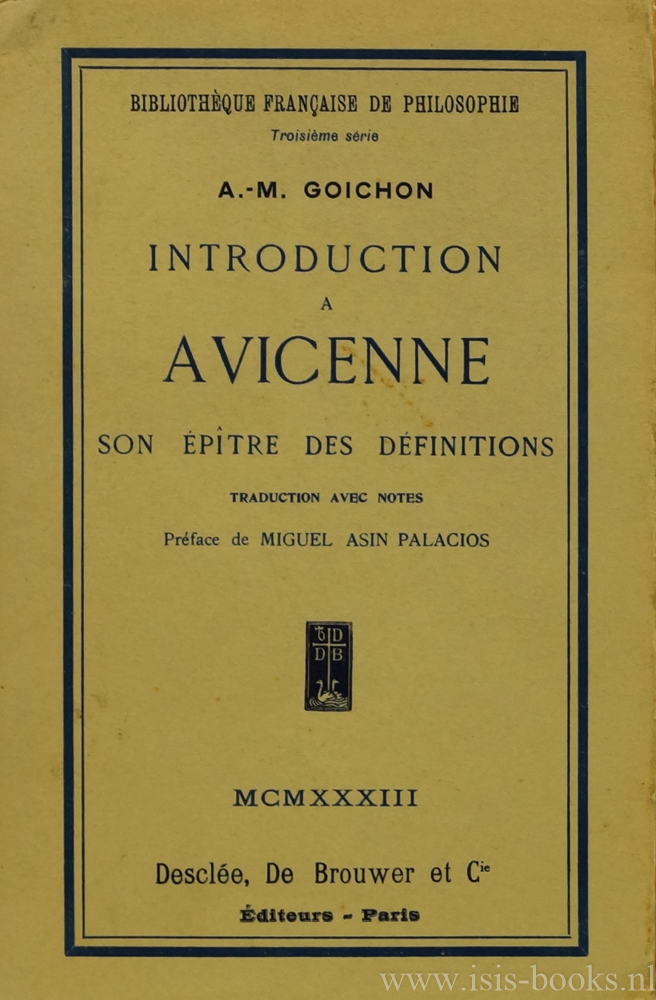 BIBLIOTHÈQUE FRANÇAISE DE PHILOSOPHIE
Troisième série
A.-M. GOICHON
INTRODUCTION
A
AVICENNE
SON ÉPÎTRE DES DÉFINITIONS
TRADUCTION AVEC NOTES
Préface de MIGUEL ASIN PALACIOS
D D
D B
MCMXXXIII
Desclée, De Brouwer et Cie
Éditeurs - Paris
www.isis-books.nl